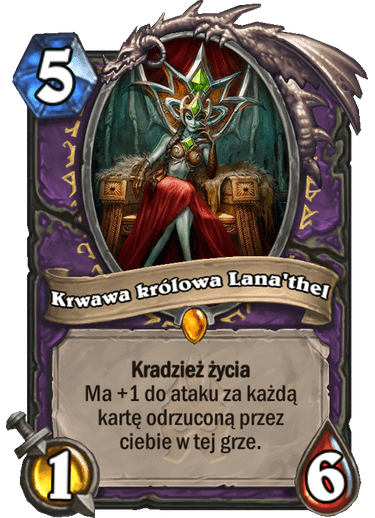 5
Krwawa królowa Lana'thel
Kradzież życia
Ma +1 do ataku za każdą
kartę odrzuconą przez
ciebie w tej grze.
1
6